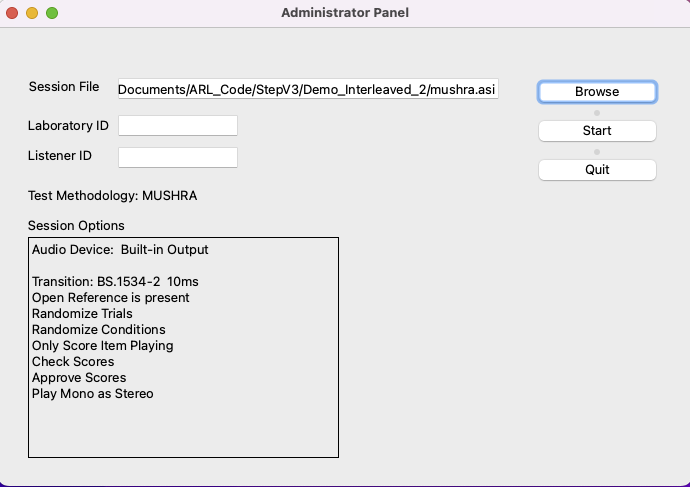 Administrator Panel
Session File
Documents/ARL_Code/StepV3/Demo_Interleaved_2/mushra.asi
Browse
Laboratory ID
Start
Listener ID
Quit
Test Methodology: MUSHRA
Session Options
Audio Device:  Built-in Output
Transition: BS.1534-2  10ms
Open Reference is present
Randomize Trials
Randomize Conditions
Only Score Item Playing
Check Scores
Approve Scores
Play Mono as Stereo